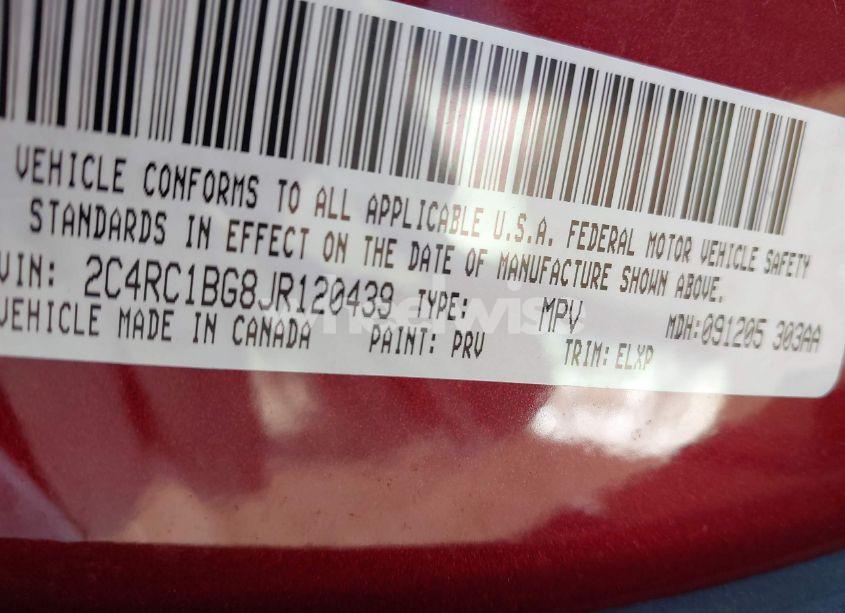 VEHICLE CONFORMS TO ALL APPLICABLE U.S.A. FEDERAL MOTOR VEHICLE SAFETY
STANDARDS IN EFFECT ON THE DATE OF MANUFACTURE SHOWN ABOVE.
VIN: 2C4RC1BG8JR120439 TYPE: MPV MDH:091205 303AA
VEHICLE MADE IN CANADA PAINT: PRV TRIM: ELXP
wheelwise